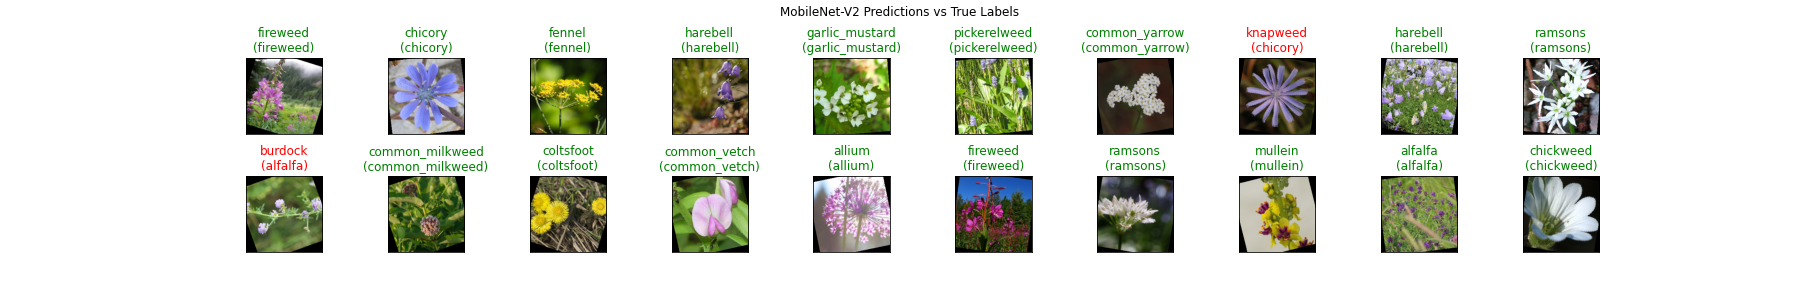 MobileNet-V2 Predictions vs True Labels
fireweed
(fireweed)
chicory
(chicory)
fennel
(fennel)
harebell
(harebell)
garlic_mustard
(garlic_mustard)
pickerelweed
(pickerelweed)
common_yarrow
(common_yarrow)
knapweed
(chicory)
harebell
(harebell)
ramsons
(ramsons)
burdock
(alfalfa)
common_milkweed
(common_milkweed)
coltsfoot
(coltsfoot)
common_vetch
(common_vetch)
allium
(allium)
fireweed
(fireweed)
ramsons
(ramsons)
mullein
(mullein)
alfalfa
(alfalfa)
chickweed
(chickweed)